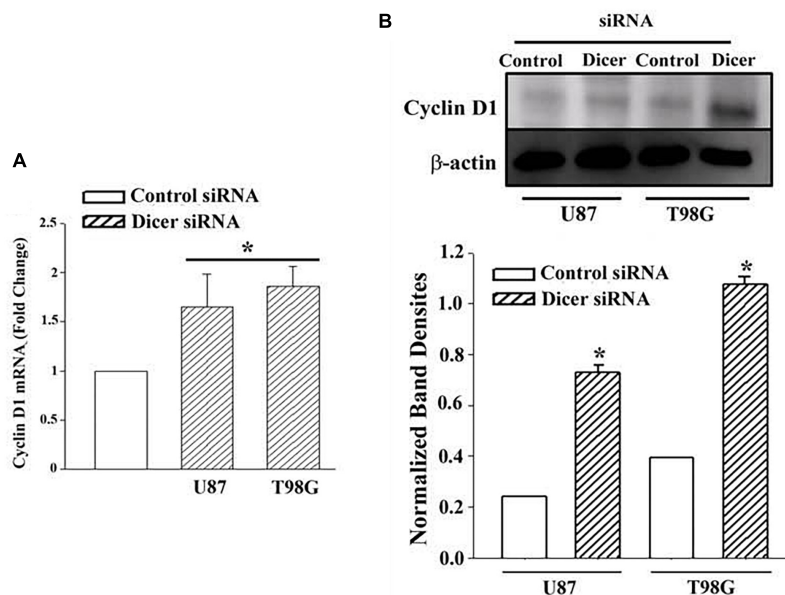 A
Control siRNA
Dicer siRNA
Cyclin D1 mRNA (Fold Change)
2.5
2
1.5
1
0.5
0
*
U87
T98G
B
siRNA
Control Dicer Control Dicer
Cyclin D1
β-actin
U87 T98G
Control siRNA
Dicer siRNA
Normalized Band Densites
1.2
1.0
0.8
0.6
0.4
0.2
0.0
*
*
U87
T98G